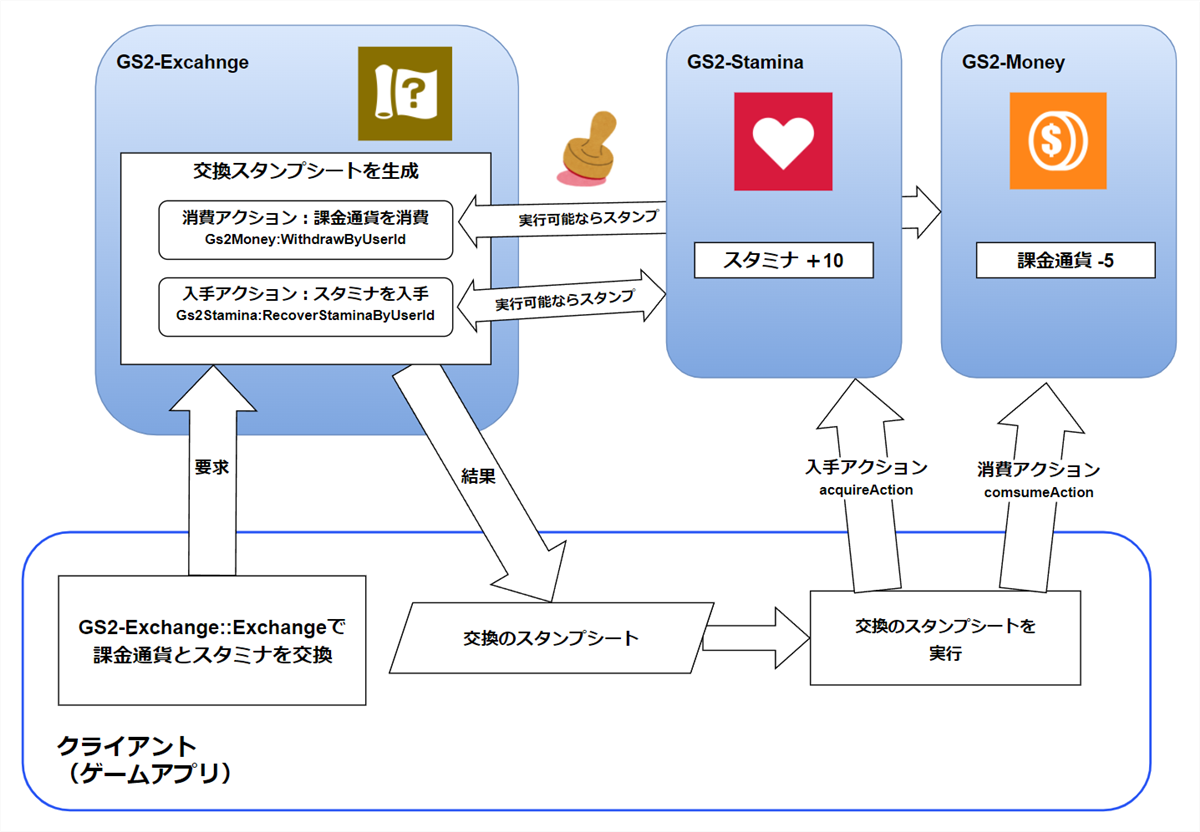 GS2-Excahnge
交換スタンプシートを生成
消費アクション：課金通貨を消費
Gs2Money:WithdrawByUserId
入手アクション：スタミナを入手
Gs2Stamina:RecoverStaminaByUserId
実行可能ならスタンプ
実行可能ならスタンプ
GS2-Stamina
スタミナ ＋10
GS2-Money
課金通貨 -5
要求
結果
入手アクション
acquireAction
消費アクション
comsumeAction
GS2-Exchange::Exchangeで
課金通貨とスタミナを交換
交換のスタンプシート
交換のスタンプシートを
実行
クライアント
（ゲームアプリ）